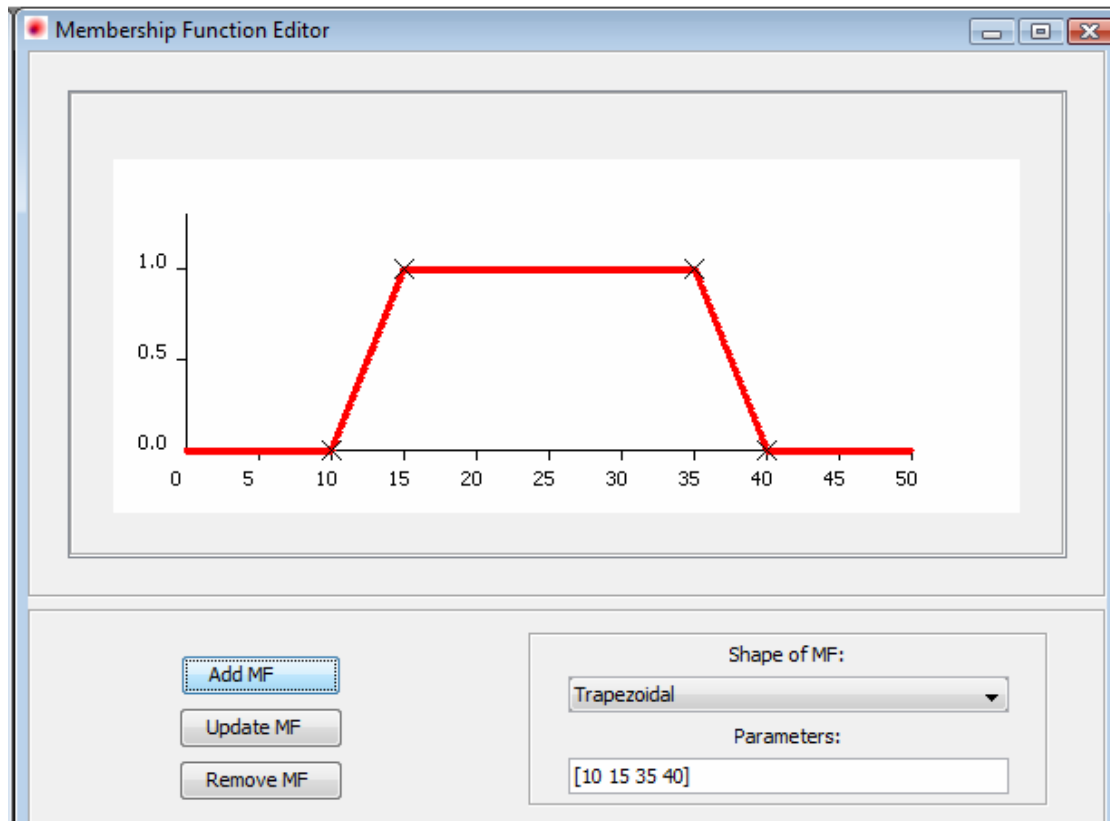 Membership Function Editor
1.0
0.5
0.0
0 5 10 15 20 25 30 35 40 45 50
Add MF
Update MF
Remove MF
Shape of MF:
Trapezoidal
Parameters:
[10 15 35 40]